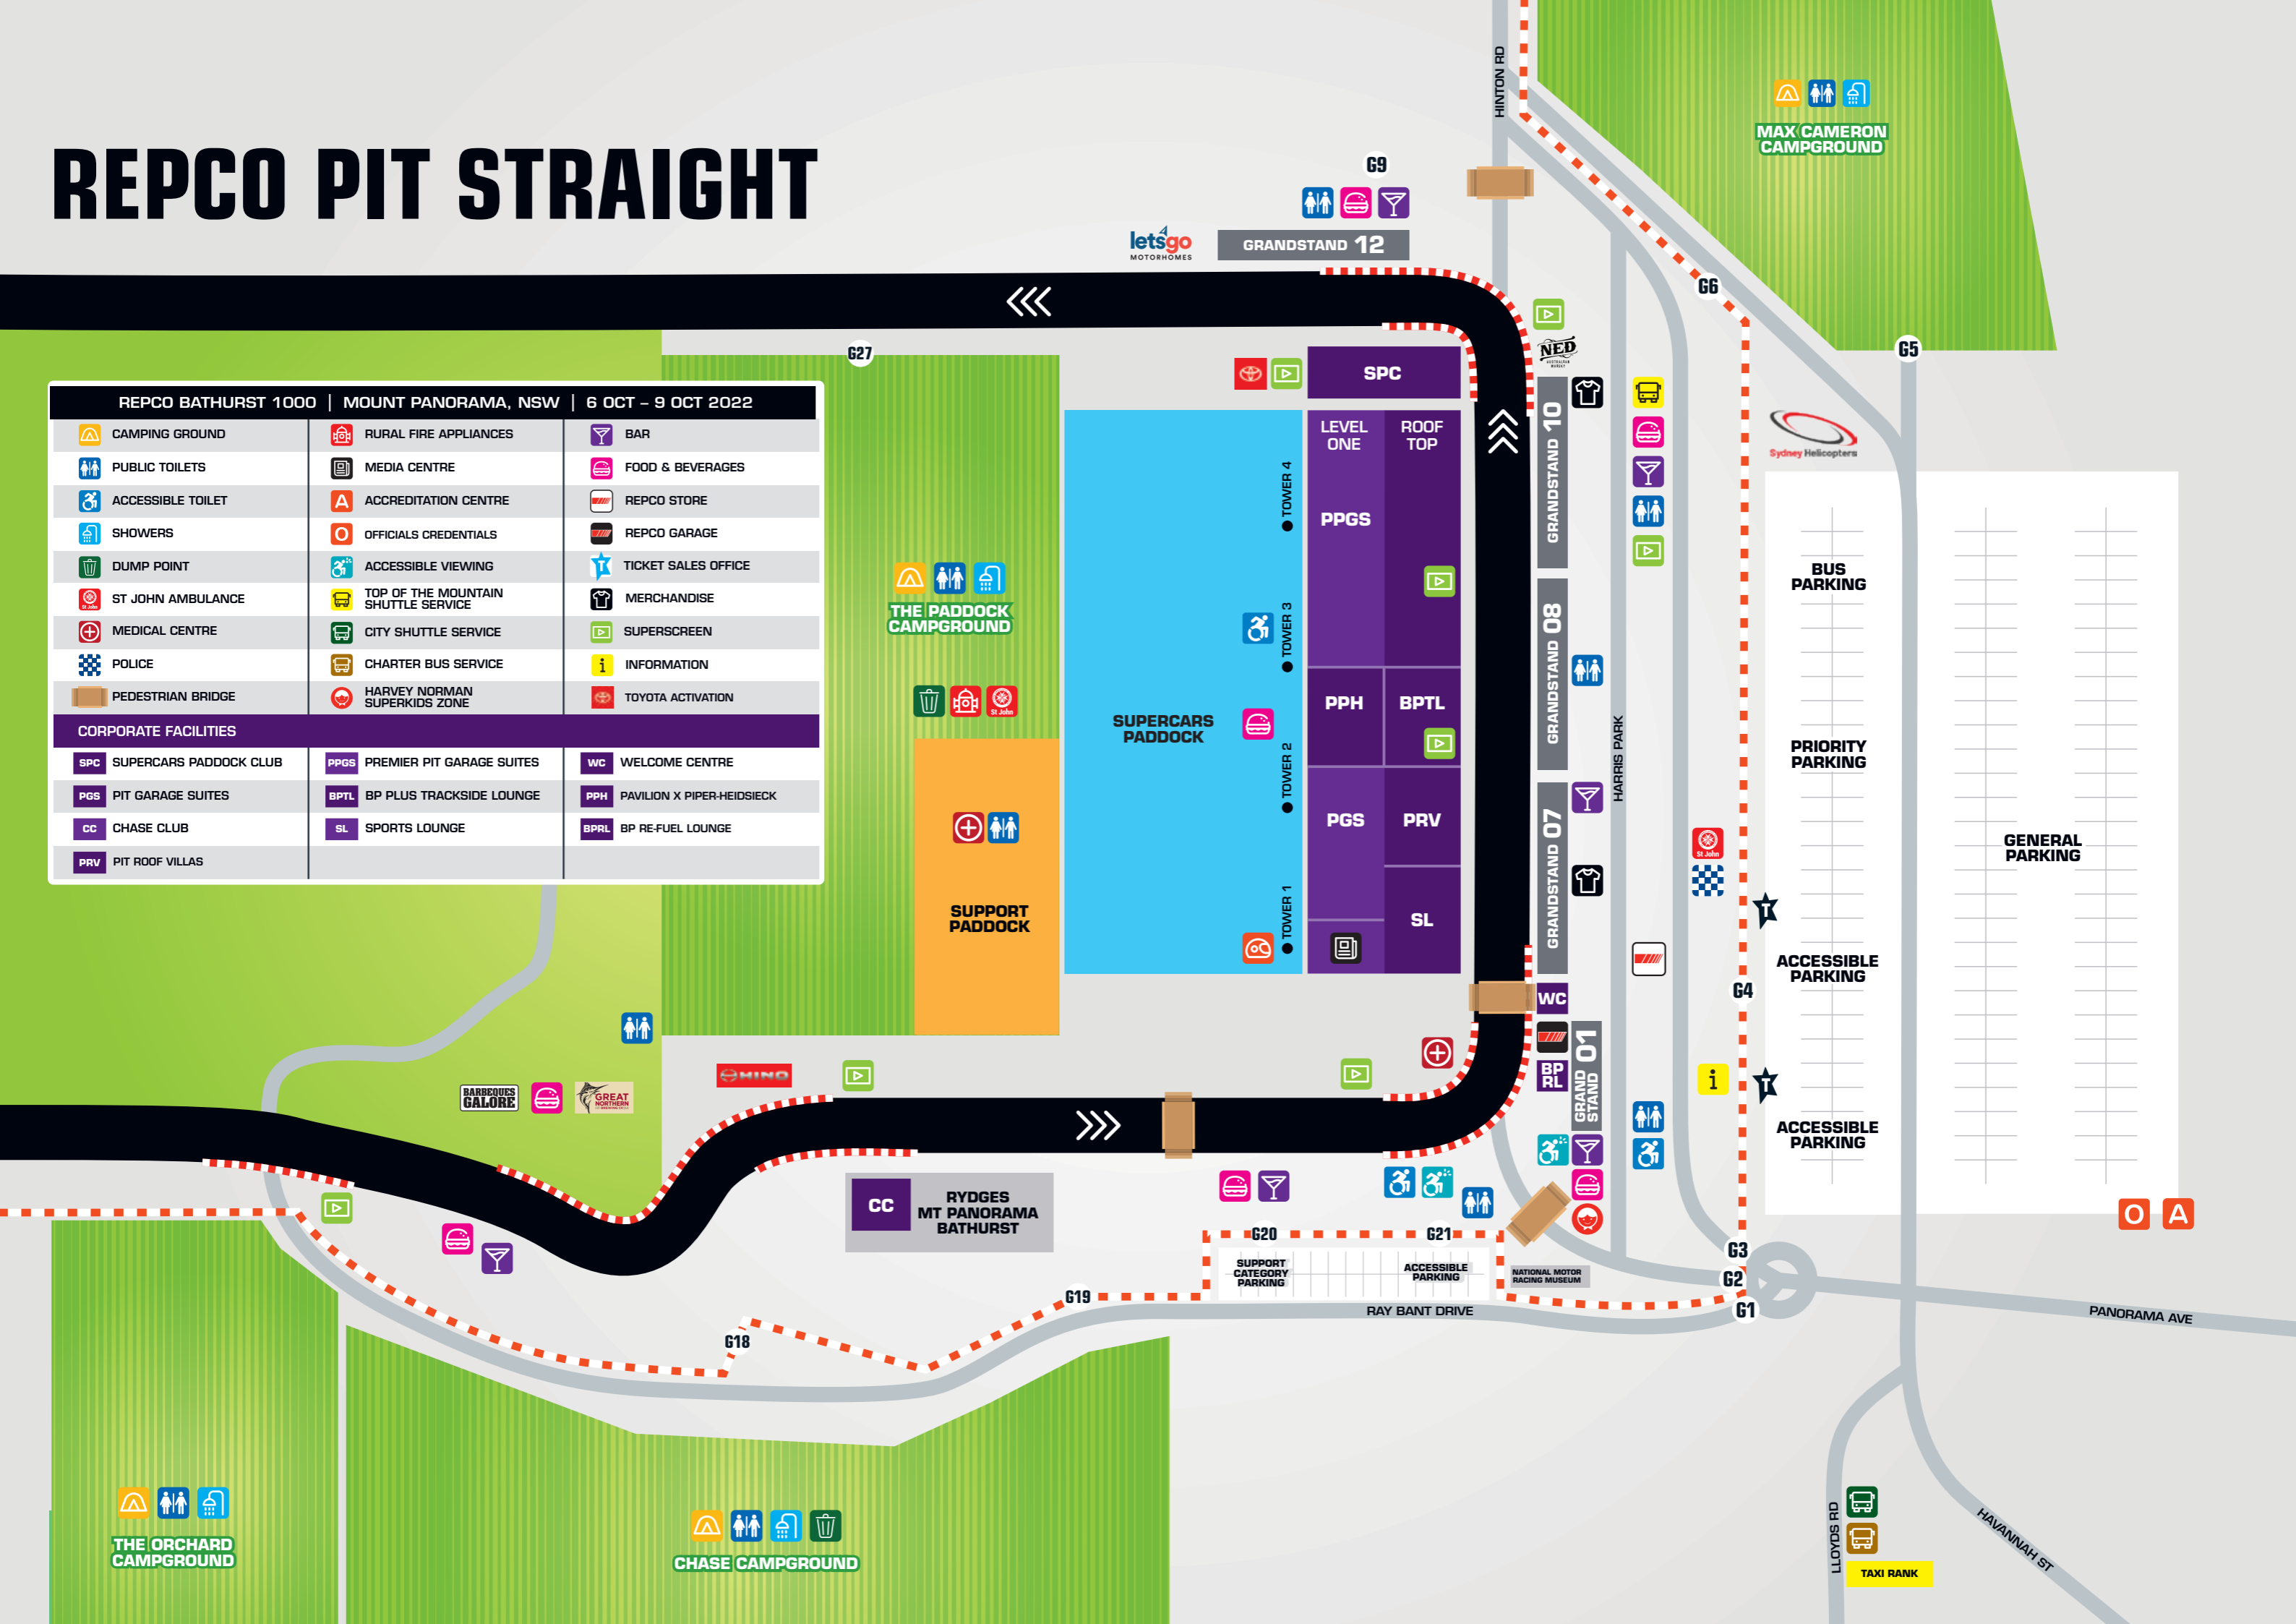 REPCO PIT STRAIGHT
HINTON RD
MAX CAMERON
CAMPGROUND
G9
letsgo
MOTORHOMES
GRANDSTAND 12
G6
G27
G5
NED
SPC
REPCO BATHURST 1000 | MOUNT PANORAMA, NSW | 6 OCT – 9 OCT 2022
CAMPING GROUND
PUBLIC TOILETS
ACCESSIBLE TOILET
SHOWERS
DUMP POINT
St John
ST JOHN AMBULANCE
MEDICAL CENTRE
POLICE
PEDESTRIAN BRIDGE
RURAL FIRE APPLIANCES
MEDIA CENTRE
A ACCREDITATION CENTRE
O OFFICIALS CREDENTIALS
ACCESSIBLE VIEWING
TOP OF THE MOUNTAIN
SHUTTLE SERVICE
CITY SHUTTLE SERVICE
CHARTER BUS SERVICE
HARVEY NORMAN
SUPERKIDS ZONE
BAR
FOOD & BEVERAGES
REPCO STORE
REPCO GARAGE
T TICKET SALES OFFICE
MERCHANDISE
SUPERSCREEN
i INFORMATION
TOYOTA ACTIVATION
CORPORATE FACILITIES
SPC SUPERCARS PADDOCK CLUB
PGS PIT GARAGE SUITES
CC CHASE CLUB
PRV PIT ROOF VILLAS
PPGS PREMIER PIT GARAGE SUITES
BPTL BP PLUS TRACKSIDE LOUNGE
SL SPORTS LOUNGE
WC WELCOME CENTRE
PPH PAVILION X PIPER-HEIDSIECK
BPRL BP RE-FUEL LOUNGE
THE PADDOCK
CAMPGROUND
St John
SUPPORT
PADDOCK
SUPERCARS
PADDOCK
TOWER 4
TOWER 3
TOWER 2
TOWER 1
LEVEL
ONE
ROOF
TOP
PPGS
PPH
BPTL
PGS
PRV
SL
GRANDSTAND 10
GRANDSTAND 08
GRANDSTAND 07
WC
BP
RL
GRAND
STAND 01
HARRIS PARK
St John
Sydney Helicopters
BUS
PARKING
PRIORITY
PARKING
GENERAL
PARKING
T
ACCESSIBLE
PARKING
G4
i
T
ACCESSIBLE
PARKING
O
A
BARBEQUES
GALORE
GREAT
NORTHERN
HINO
CC
RYDGES
MT PANORAMA
BATHURST
G20
G21
SUPPORT
CATEGORY
PARKING
ACCESSIBLE
PARKING
NATIONAL MOTOR
RACING MUSEUM
G3
G2
G1
G19
G18
RAY BANT DRIVE
PANORAMA AVE
THE ORCHARD
CAMPGROUND
CHASE CAMPGROUND
LLOYDS RD
TAXI RANK
HAVANNAH ST